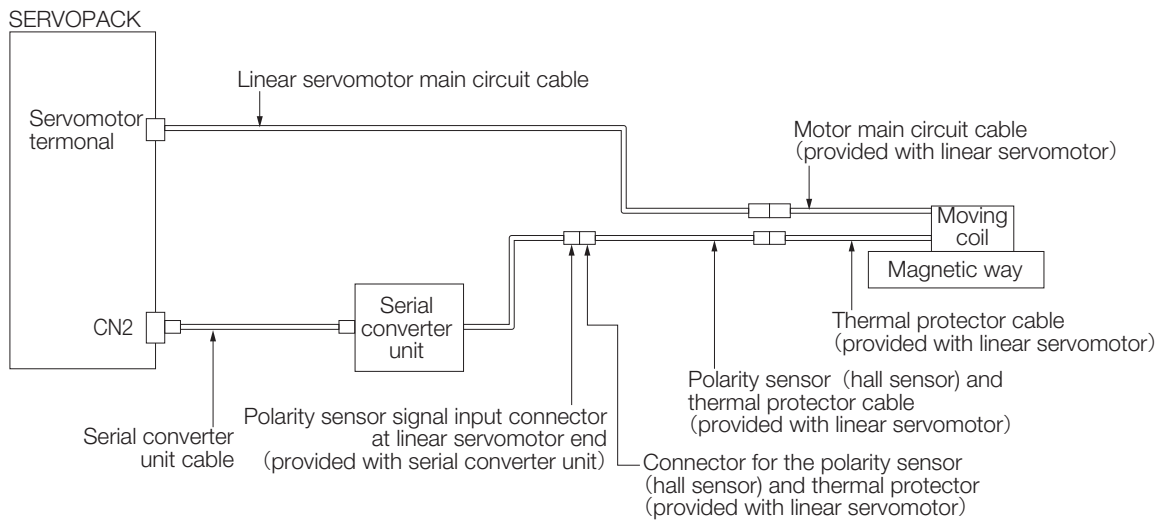 SERVOPACK
Linear servomotor main circuit cable
Servomotor
termonal
Motor main circuit cable
(provided with linear servomotor)
Moving
coil
Magnetic way
Serial
converter
unit
CN2
Thermal protector cable
(provided with linear servomotor)
Polarity sensor (hall sensor) and
thermal protector cable
(provided with linear servomotor)
Polarity sensor signal input connector
at linear servomotor end
(provided with serial converter unit)
Serial converter
unit cable
Connector for the polarity sensor
(hall sensor) and thermal protector
(provided with linear servomotor)